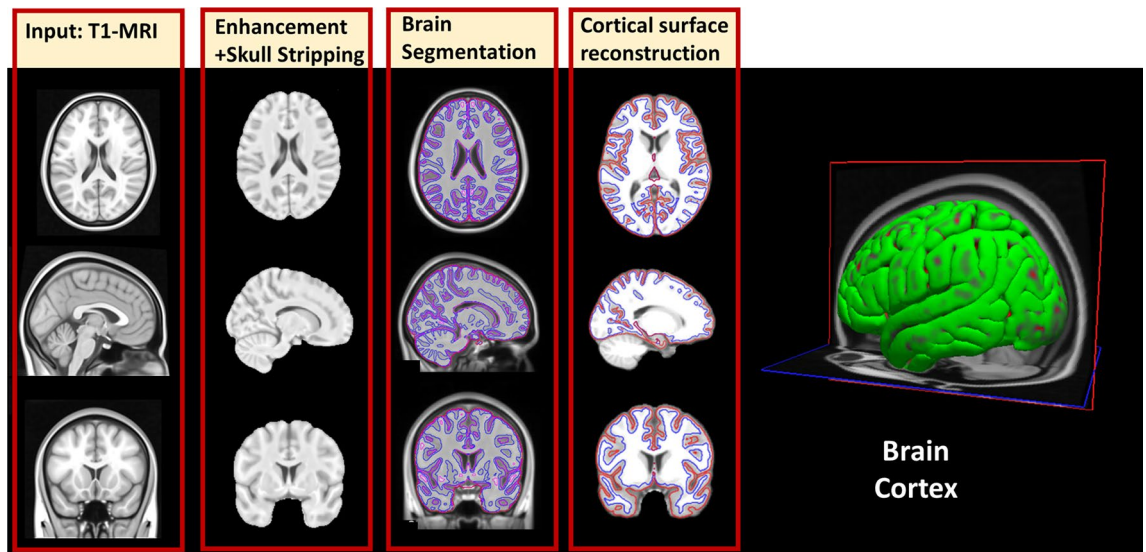 Input: T1-MRI
Enhancement
+Skull Stripping
Brain
Segmentation
Cortical surface
reconstruction
Brain
Cortex